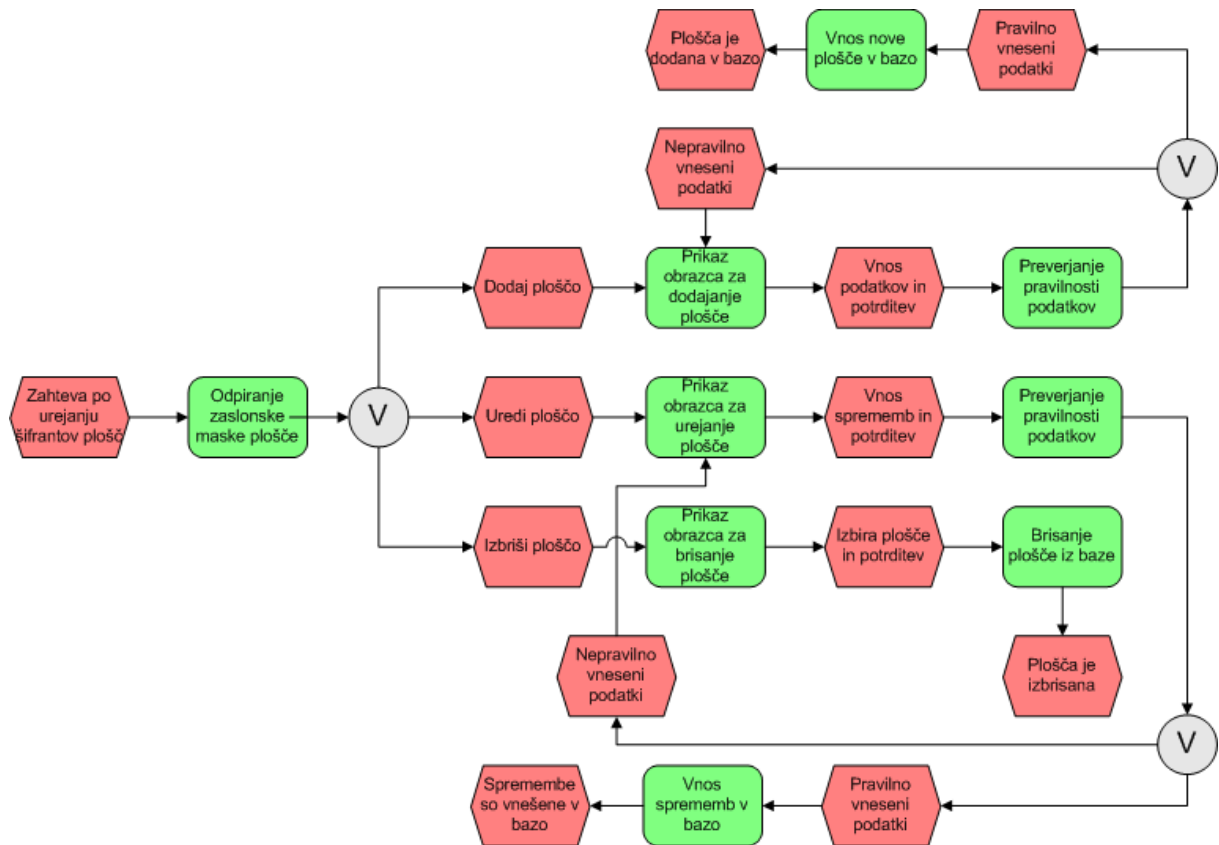 Plošča je
dodana v bazo
Vnos nove
plošče v bazo
Pravilno
vneseni
podatki
Nepravilno
vneseni
podatki
V
Dodaj ploščo
Prikaz
obrazca za
dodajanje
plošče
Vnos
podatkov in
potrditev
Preverjanje
pravilnosti
podatkov
Zahteva po
urejanju
šifrantov plošč
Odpiranje
zaslonske
maske plošče
V
Uredi ploščo
Prikaz
obrazca za
urejanje
plošče
Vnos
sprememb in
potrditev
Preverjanje
pravilnosti
podatkov
Izbriši ploščo
Prikaz
obrazca za
brisanje
plošče
Izbira plošče
in potrditev
Brisanje
plošče iz baze
Nepravilno
vneseni
podatki
Plošča je
izbrisana
V
Spremembe
so vnešene v
bazo
Vnos
sprememb v
bazo
Pravilno
vneseni
podatki